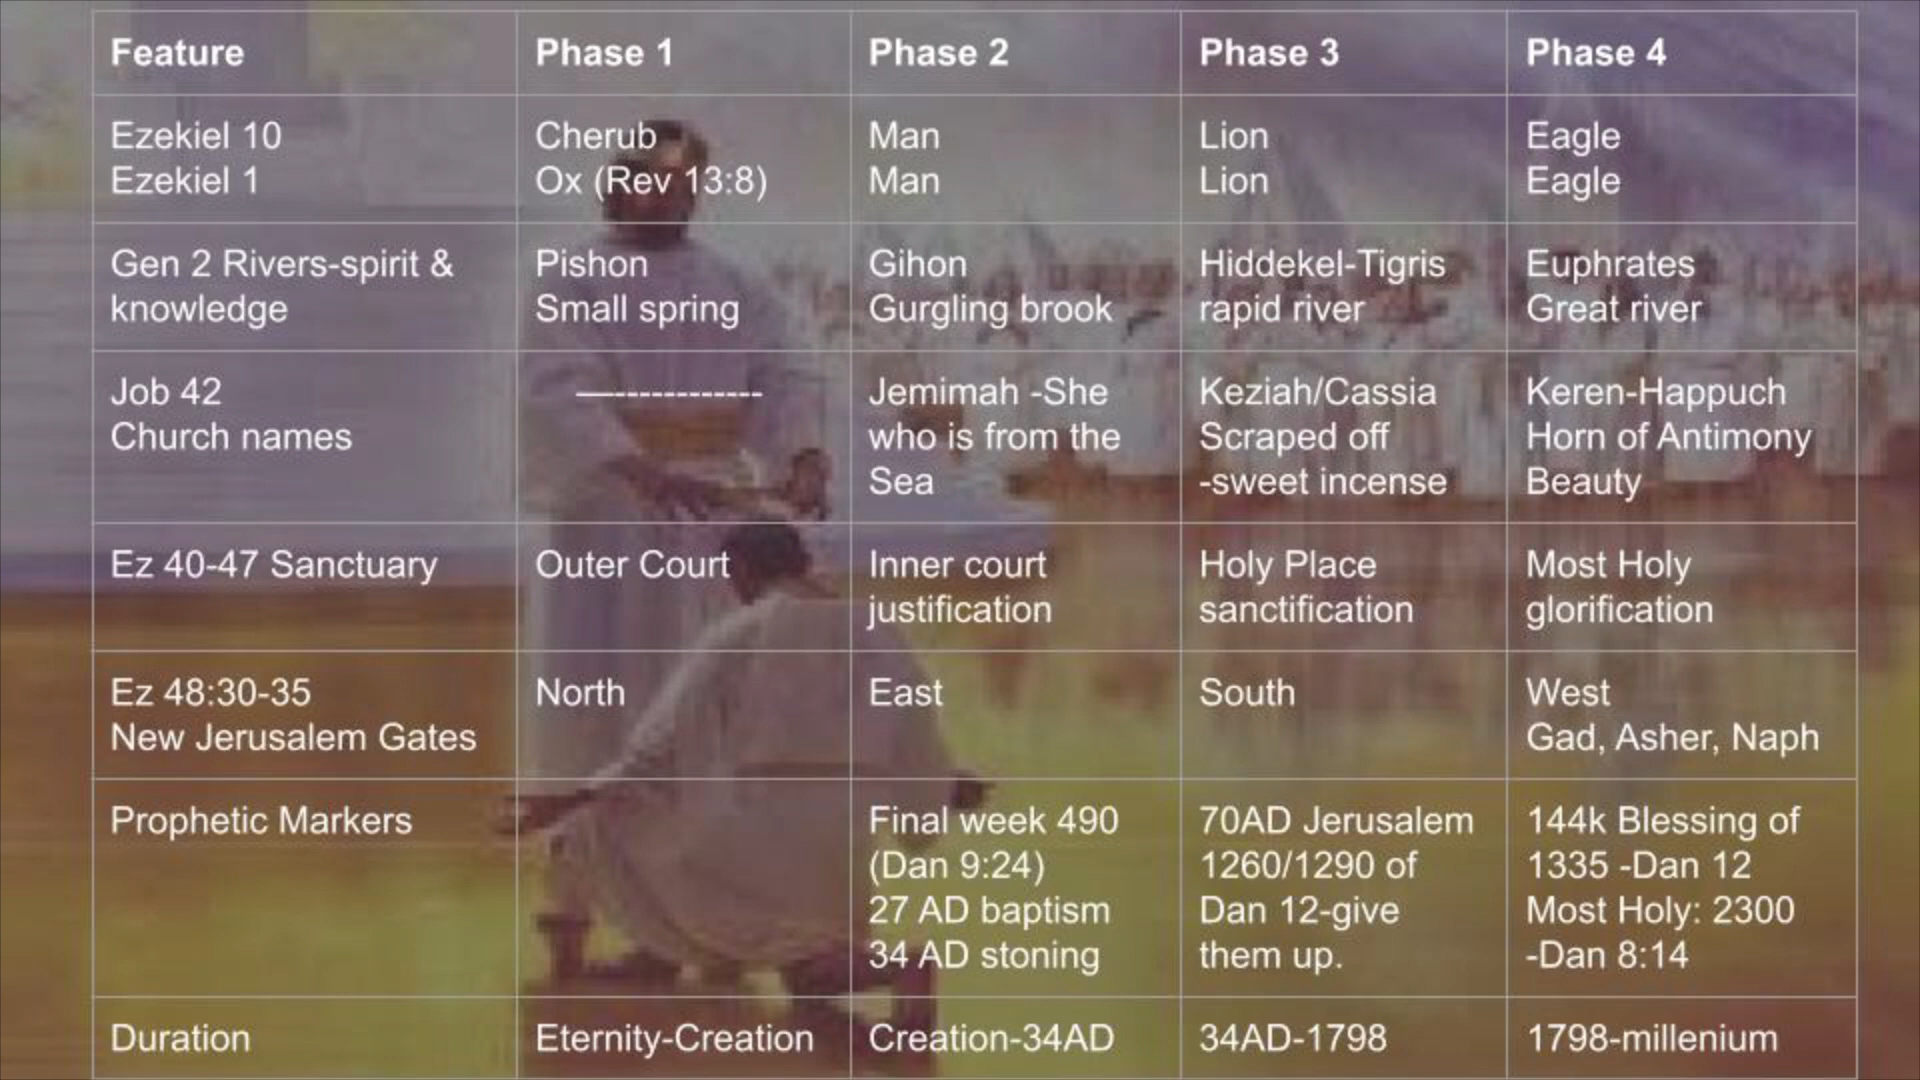 Feature
Phase 1
Phase 2
Phase 3
Phase 4
Ezekiel 10
Ezekiel 1
Cherub
Ox (Rev 13:8)
Man
Man
Lion
Lion
Eagle
Eagle
Gen 2 Rivers-spirit &
knowledge
Pishon
Small spring
Gihon
Gurgling brook
Hiddekel-Tigris
rapid river
Euphrates
Great river
Job 42
Church names
—-------------
Jemimah -She
who is from the
Sea
Keziah/Cassia
Scraped off
-sweet incense
Keren-Happuch
Horn of Antimony
Beauty
Ez 40-47 Sanctuary
Outer Court
Inner court
justification
Holy Place
sanctification
Most Holy
glorification
Ez 48:30-35
New Jerusalem Gates
North
East
South
West
Gad, Asher, Naph
Prophetic Markers
Final week 490
(Dan 9:24)
27 AD baptism
34 AD stoning
70AD Jerusalem
1260/1290 of
Dan 12-give
them up.
144k Blessing of
1335 -Dan 12
Most Holy: 2300
-Dan 8:14
Duration
Eternity-Creation
Creation-34AD
34AD-1798
1798-millenium